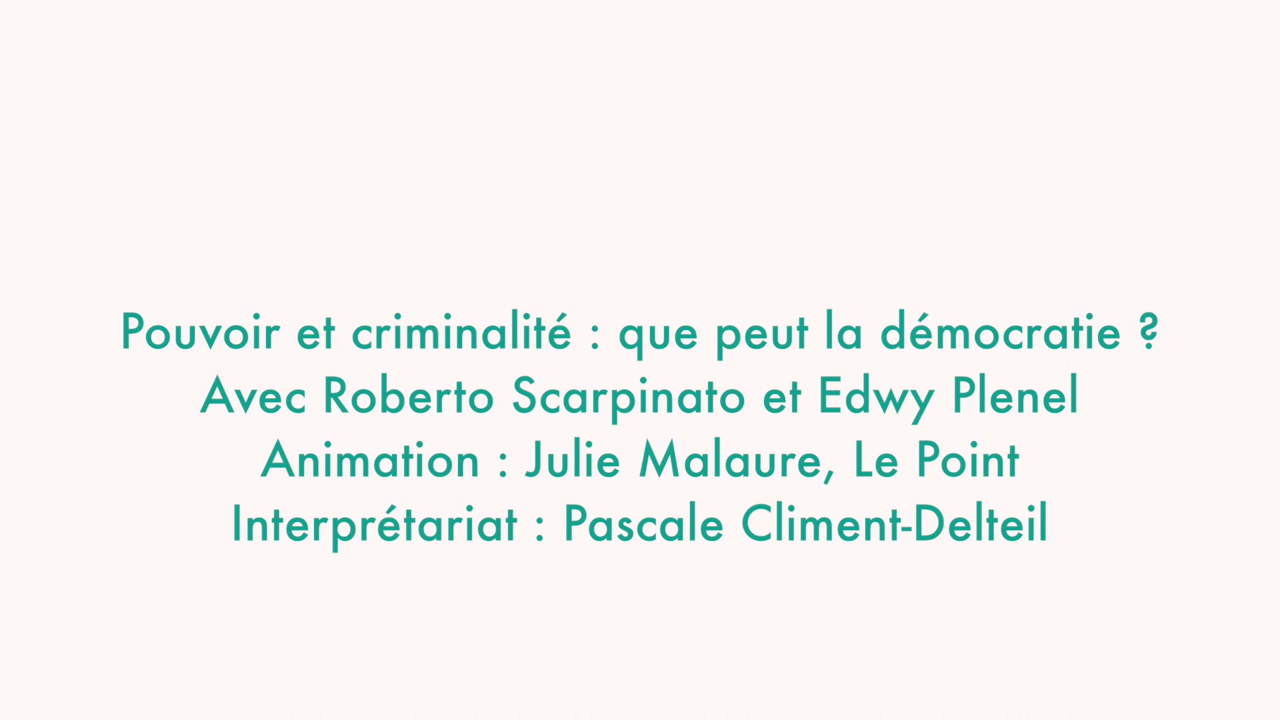 Pouvoir et criminalité : que peut la démocratie ?
Avec Roberto Scarpinato et Edwy Plenel
Animation : Julie Malaure, Le Point
Interprétariat : Pascale Climent-Delteil